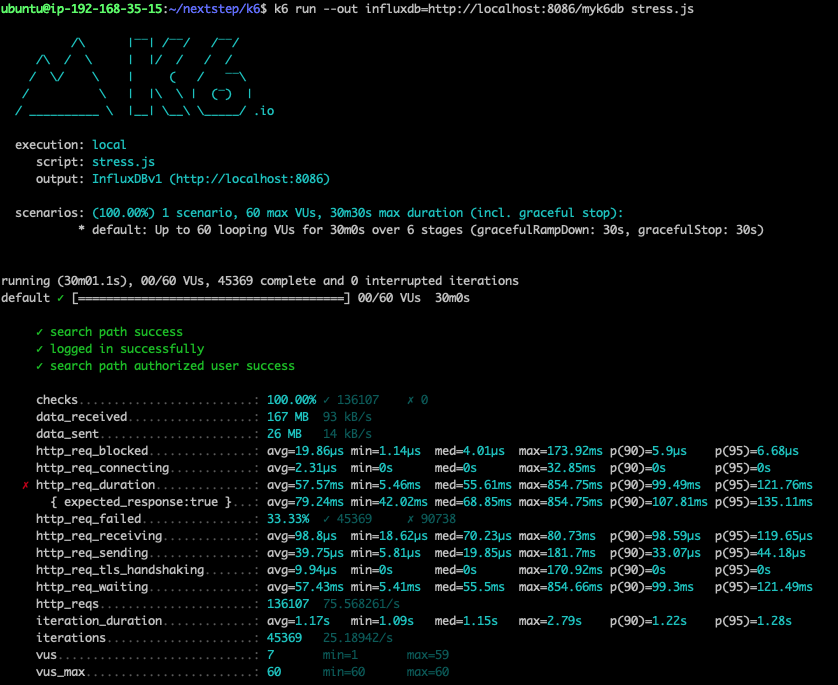 ubuntu@ip-192-168-35-15:~/nextstep/k6$ k6 run --out influxdb=http://localhost:8086/myk6db stress.js
          /\      |‾‾| /‾‾/   /‾‾/
     /\  /  \     |  |/  /   /  /
    /  \/    \    |     (   /   ‾‾\
   /          \   |  |\  \ |  (‾)  |
  / __________ \  |__| \__\ \_____/ .io
  execution: local
     script: stress.js
     output: InfluxDBv1 (http://localhost:8086)
  scenarios: (100.00%) 1 scenario, 60 max VUs, 30m30s max duration (incl. graceful stop):
           * default: Up to 60 looping VUs for 30m0s over 6 stages (gracefulRampDown: 30s, gracefulStop: 30s)
running (30m01.1s), 00/60 VUs, 45369 complete and 0 interrupted iterations
default ✓ [======================================] 00/60 VUs  30m0s
     ✓ search path success
     ✓ logged in successfully
     ✓ search path authorized user success
     checks.........................: 100.00% ✓ 136107    ✗ 0
     data_received..................: 167 MB  93 kB/s
     data_sent......................: 26 MB   14 kB/s
     http_req_blocked...............: avg=19.86µs min=1.14µs  med=4.01µs  max=173.92ms p(90)=5.9µs    p(95)=6.68µs
     http_req_connecting............: avg=2.31µs  min=0s      med=0s      max=32.85ms  p(90)=0s       p(95)=0s
   ✗ http_req_duration..............: avg=57.57ms min=5.46ms  med=55.61ms max=854.75ms p(90)=99.49ms  p(95)=121.76ms
       { expected_response:true }...: avg=79.24ms min=42.02ms med=68.85ms max=854.75ms p(90)=107.81ms p(95)=135.11ms
     http_req_failed................: 33.33%  ✓ 45369     ✗ 90738
     http_req_receiving.............: avg=98.8µs  min=18.62µs med=70.23µs max=80.73ms  p(90)=98.59µs  p(95)=119.65µs
     http_req_sending...............: avg=39.75µs min=5.81µs  med=19.85µs max=181.7ms  p(90)=33.07µs  p(95)=44.18µs
     http_req_tls_handshaking.......: avg=9.94µs  min=0s      med=0s      max=170.92ms p(90)=0s       p(95)=0s
     http_req_waiting...............: avg=57.43ms min=5.41ms  med=55.5ms  max=854.66ms p(90)=99.3ms   p(95)=121.49ms
     http_reqs......................: 136107  75.568261/s
     iteration_duration.............: avg=1.17s   min=1.09s   med=1.15s   max=2.79s    p(90)=1.22s    p(95)=1.28s
     iterations.....................: 45369   25.18942/s
     vus............................: 7       min=1       max=59
     vus_max........................: 60      min=60      max=60